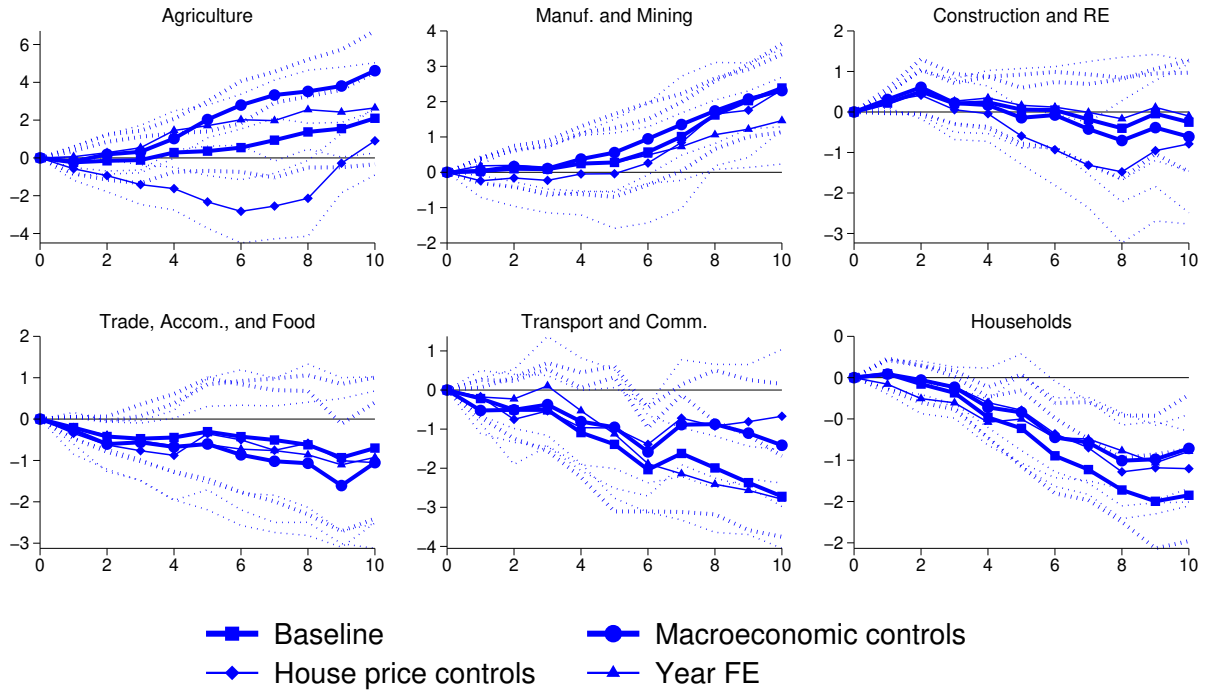 Agriculture
6
4
2
0
−2
−4
0 2 4 6 8 10
Manuf. and Mining
4
3
2
1
0
−1
−2
0 2 4 6 8 10
Construction and RE
2
1
0
−1
−2
−3
0 2 4 6 8 10
Trade, Accom., and Food
2
1
0
−1
−2
−3
0 2 4 6 8 10
Transport and Comm.
1
0
−1
−2
−3
−4
0 2 4 6 8 10
Households
0
0
−0
−1
−2
−2
0 2 4 6 8 10
Baseline
Macroeconomic controls
House price controls
Year FE